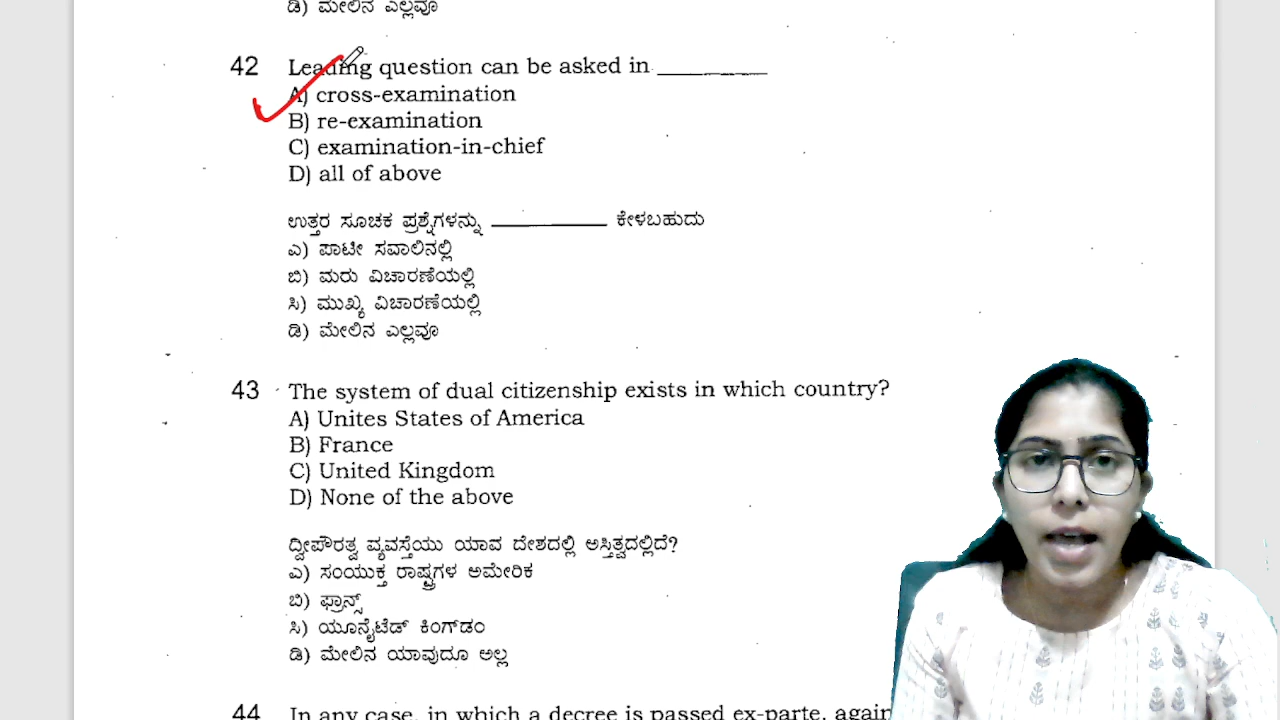 ಡಿ) ಮೇಲಿನ ಎಲ್ಲವೂ
42 Leading question can be asked in ________
A) cross-examination
B) re-examination
C) examination-in-chief
D) all of above
ಉತ್ತರ ಸೂಚಕ ಪ್ರಶ್ನೆಗಳನ್ನು ________ ಕೇಳಬಹುದು
ಎ) ಪಾಟೀ ಸವಾಲಿನಲ್ಲಿ
ಬಿ) ಮರು ವಿಚಾರಣೆಯಲ್ಲಿ
ಸಿ) ಮುಖ್ಯ ವಿಚಾರಣೆಯಲ್ಲಿ
ಡಿ) ಮೇಲಿನ ಎಲ್ಲವೂ
43 The system of dual citizenship exists in which country?
A) Unites States of America
B) France
C) United Kingdom
D) None of the above
ದ್ವೀಪೌರತ್ವ ವ್ಯವಸ್ತೆಯು ಯಾವ ದೇಶದಲ್ಲಿ ಅಸ್ತಿತ್ವದಲ್ಲಿದೆ?
ಎ) ಸಂಯುಕ್ತ ರಾಷ್ಟ್ರಗಳ ಅಮೇರಿಕ
ಬಿ) ಫ್ರಾನ್ಸ್
ಸಿ) ಯೂನೈಟೆಡ್ ಕಿಂಗ್‌ಡಂ
ಡಿ) ಮೇಲಿನ ಯಾವುದೂ ಅಲ್ಲ
44 In any case, in which a decree is passed ex-parte, again